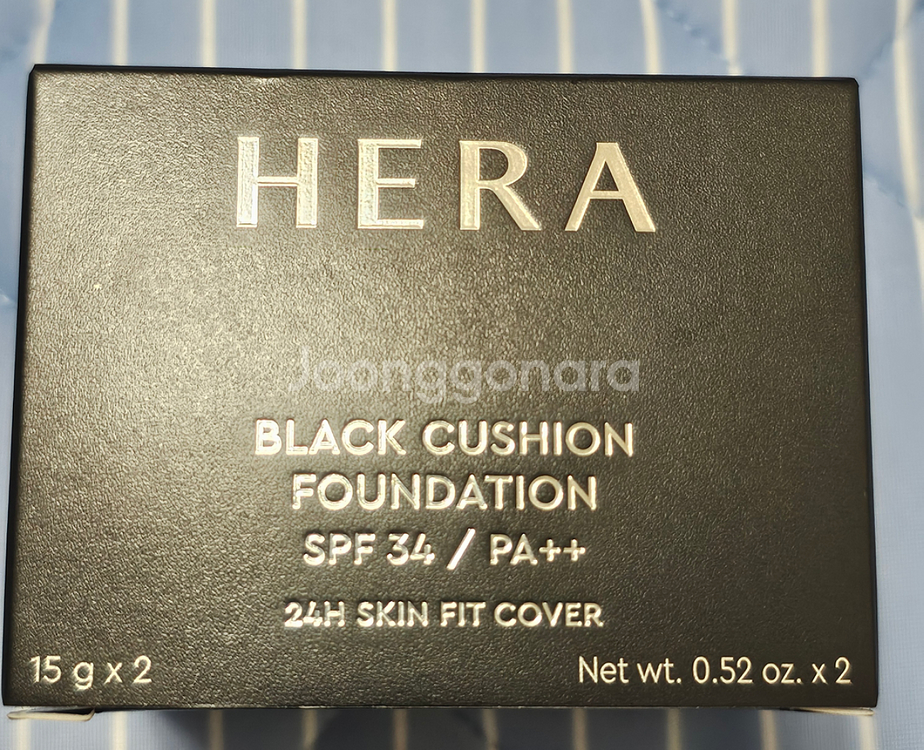 HERA
Joonggonara
BLACK CUSHION
FOUNDATION
SPF 34 / PA++
24H SKIN FIT COVER
15 g x 2
Net wt. 0.52 oz. x 2